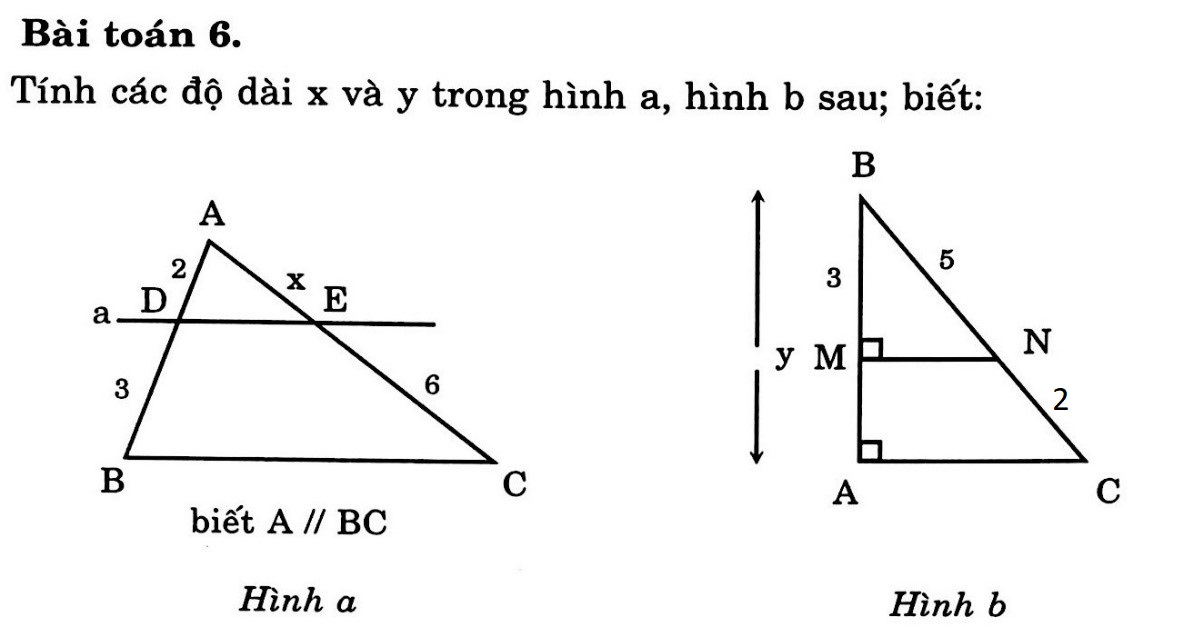 Bài toán 6.
Tính các độ dài x và y trong hình a, hình b sau; biết:
A
2
x
D
E
a
3
6
B
C
biết A // BC
Hình a
B
3
5
y
M
N
2
A
C
Hình b